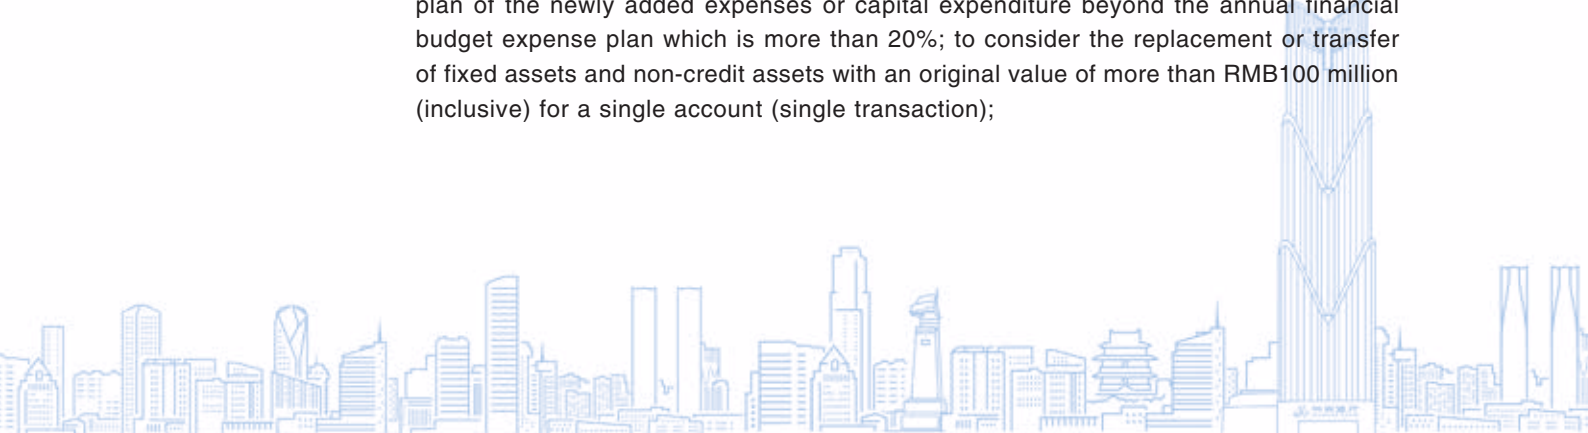 plan of the newly added expenses or capital expenditure beyond the annual financial
budget expense plan which is more than 20%; to consider the replacement or transfer
of fixed assets and non-credit assets with an original value of more than RMB100 million
(inclusive) for a single account (single transaction);